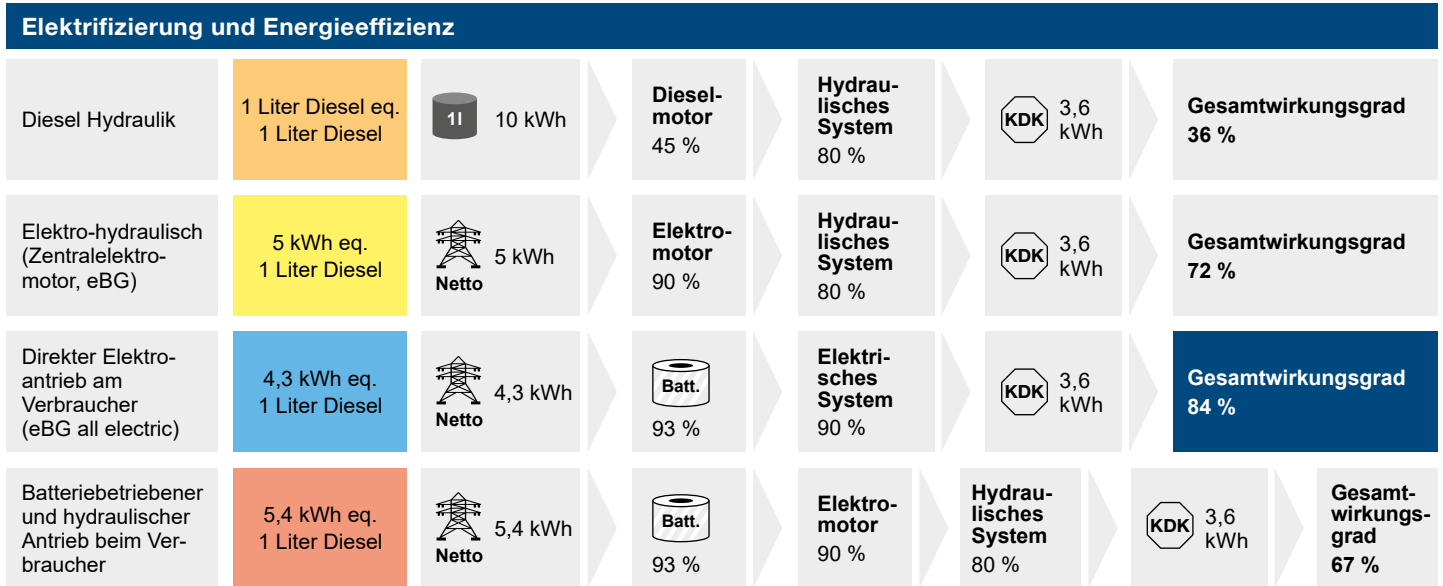 Elektrifizierung und Energieeffizienz
Diesel Hydraulik
1 Liter Diesel eq.
1 Liter Diesel
1l
10 kWh
Diesel-
motor
45 %
Hydrau-
lisches
System
80 %
KDK
3,6
kWh
Gesamtwirkungsgrad
36 %
Elektro-hydraulisch
(Zentralelektro-
motor, eBG)
5 kWh eq.
1 Liter Diesel
Netto
5 kWh
Elektro-
motor
90 %
Hydrau-
lisches
System
80 %
KDK
3,6
kWh
Gesamtwirkungsgrad
72 %
Direkter Elektro-
antrieb am
Verbraucher
(eBG all electric)
4,3 kWh eq.
1 Liter Diesel
Netto
4,3 kWh
Batt.
93 %
Elektri-
sches
System
90 %
KDK
3,6
kWh
Gesamtwirkungsgrad
84 %
Batteriebetriebener
und hydraulischer
Antrieb beim Ver-
braucher
5,4 kWh eq.
1 Liter Diesel
Netto
5,4 kWh
Batt.
93 %
Elektro-
motor
90 %
Hydrau-
lisches
System
80 %
KDK
3,6
kWh
Gesamt-
wirkungs-
grad
67 %